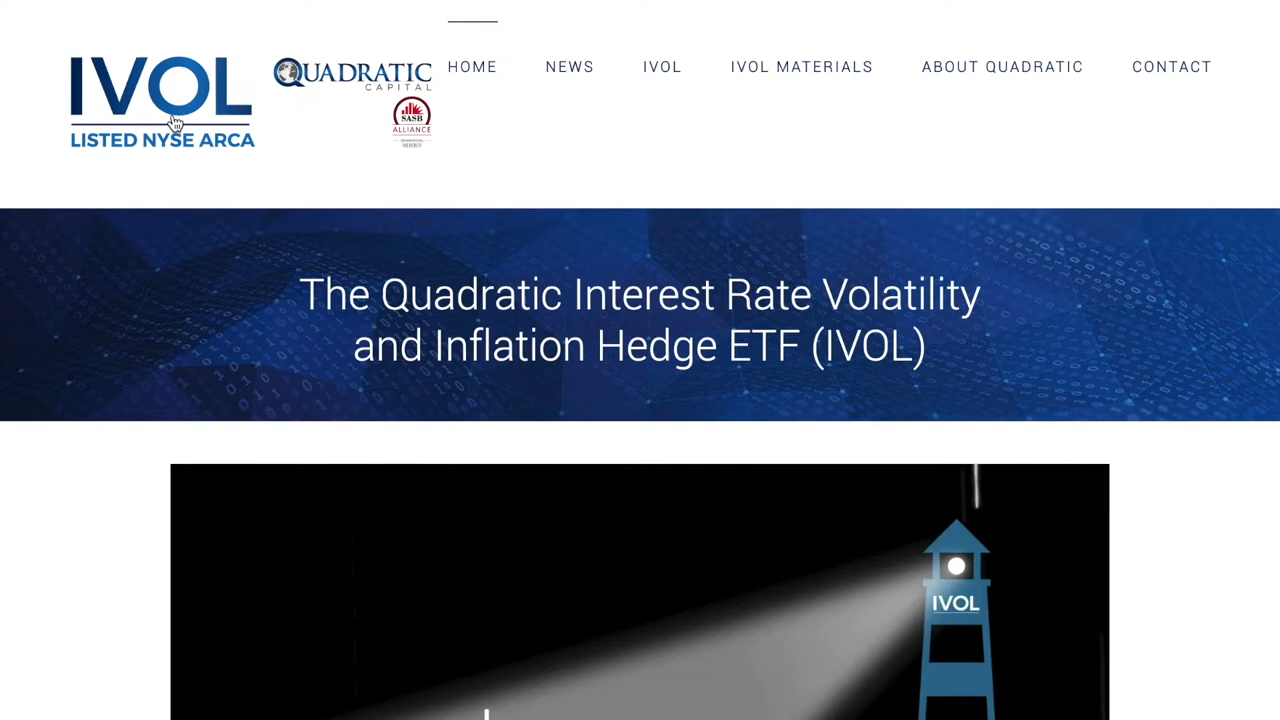 IVOL
LISTED NYSE ARCA
QUADRATIC
CAPITAL
SASB
ALLIANCE
MEMBER
HOME
NEWS
IVOL
IVOL MATERIALS
ABOUT QUADRATIC
CONTACT
The Quadratic Interest Rate Volatility
and Inflation Hedge ETF (IVOL)
IVOL